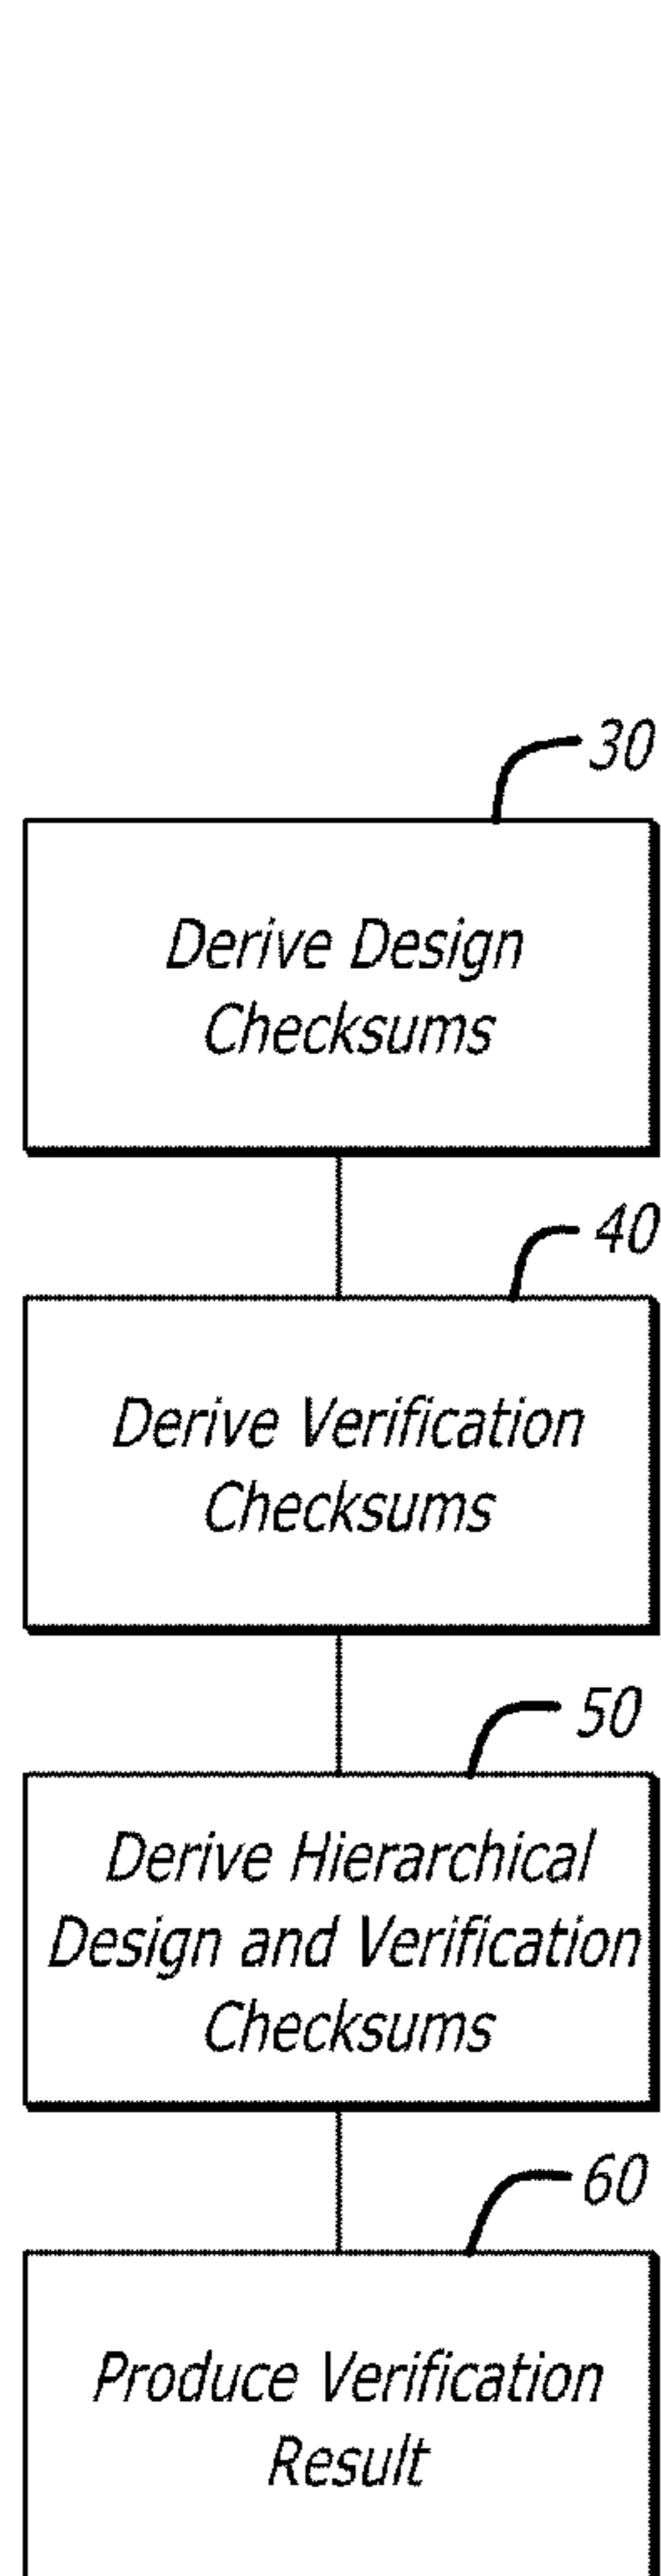 30
Derive Design
Checksums
40
Derive Verification
Checksums
50
Derive Hierarchical
Design and Verification
Checksums
60
Produce Verification
Result